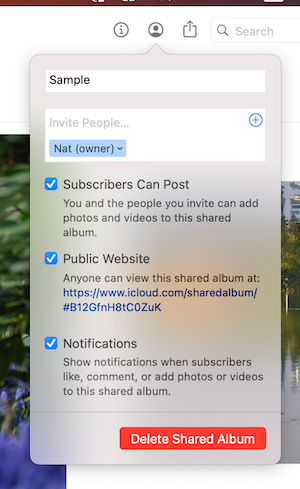 Search
Sample
Invite People...
Nat (owner)
Subscribers Can Post
You and the people you invite can add
photos and videos to this shared
album.
Public Website
Anyone can view this shared album at:
https://www.icloud.com/sharedalbum/
#B12GfnH8tC0ZuK
Notifications
Show notifications when subscribers
like, comment, or add photos or videos
to this shared album.
Delete Shared Album